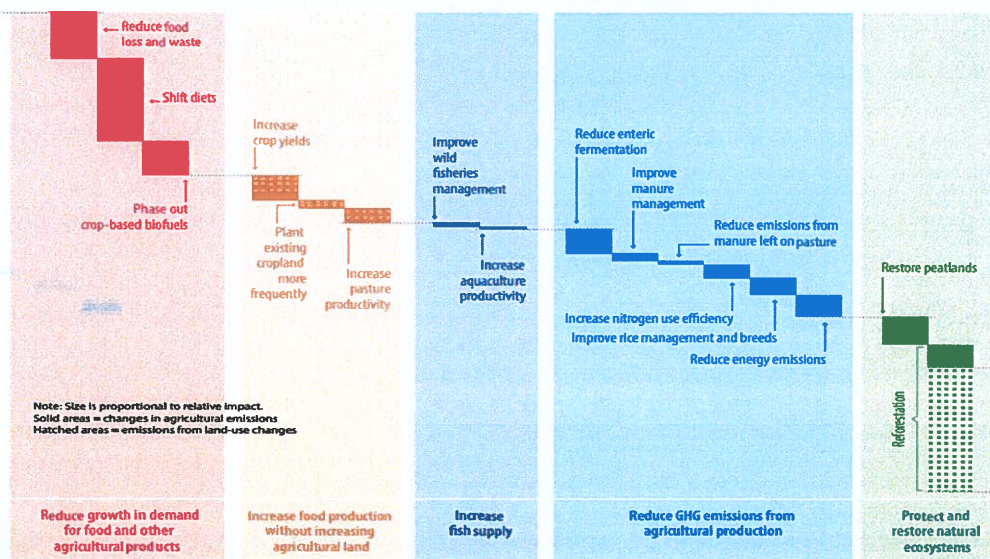 Reduce food
loss and waste
Shift diets
Phase out
crop-based biofuels
Increase
crop yields
Plant
existing
cropland
more
frequently
Increase
pasture
productivity
Improve
wild
fisheries
management
Increase
aquaculture
productivity
Reduce enteric
fermentation
Improve
manure
management
Reduce emissions from
manure left on pasture
Increase nitrogen use efficiency
Improve rice management and breeds
Reduce energy emissions
Restore peatlands
Reforestation
Note: Size is proportional to relative impact.
Solid areas = changes in agricultural emissions
Hatched areas = emissions from land-use changes
Reduce growth in demand
for food and other
agricultural products
Increase food production
without increasing
agricultural land
Increase
fish supply
Reduce GHG emissions from
agricultural production
Protect and
restore natural
ecosystems